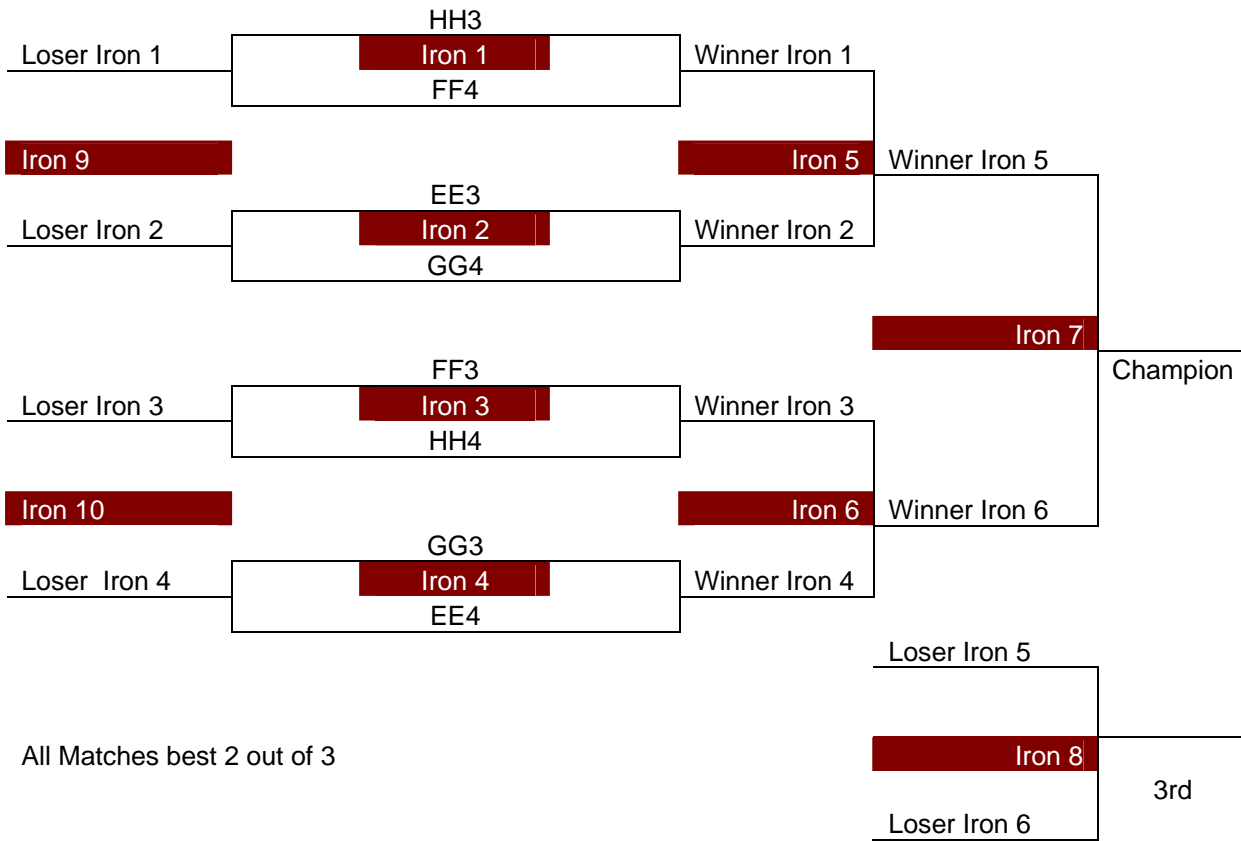 HH3
Loser Iron 1
Iron 1
Winner Iron 1
FF4
Iron 9
Iron 5
Winner Iron 5
EE3
Loser Iron 2
Iron 2
Winner Iron 2
GG4
Iron 7
Champion
FF3
Loser Iron 3
Iron 3
Winner Iron 3
HH4
Iron 10
Iron 6
Winner Iron 6
GG3
Loser  Iron 4
Iron 4
Winner Iron 4
EE4
Loser Iron 5
All Matches best 2 out of 3
Iron 8
3rd
Loser Iron 6